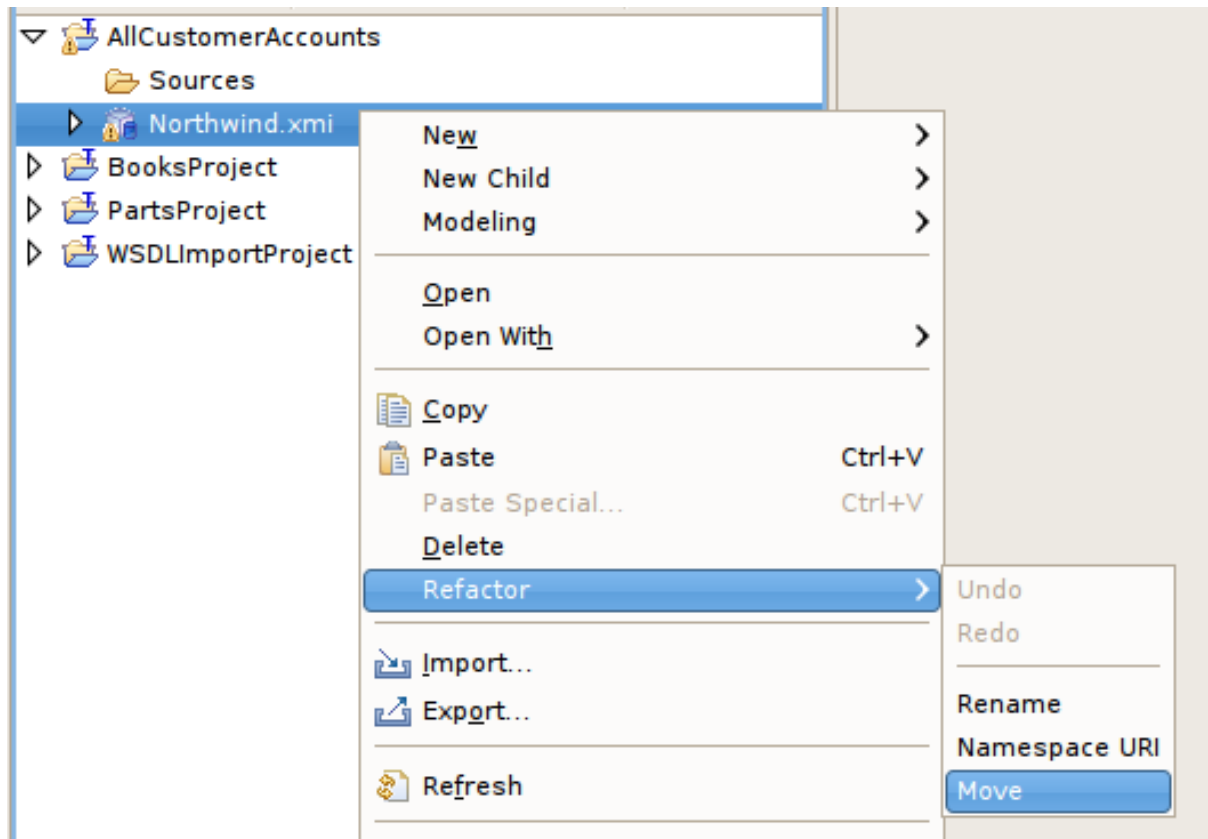 AllCustomerAccounts
Sources
Northwind.xmi
BooksProject
PartsProject
WSDLImportProject
New
New Child
Modeling
Open
Open With
Copy
Paste Ctrl+V
Paste Special... Ctrl+V
Delete
Refactor
Import...
Export...
Refresh
Undo
Redo
Rename
Namespace URI
Move